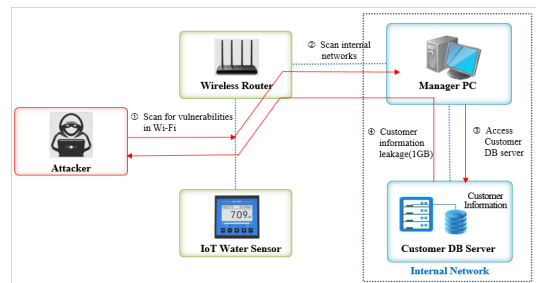 ② Scan internal
networks
Wireless Router
Manager PC
① Scan for vulnerabilities
in Wi-Fi
Attacker
④ Customer
information
leakage(1GB)
③ Access
Customer
DB server
709
IoT Water Sensor
Customer
Information
Customer DB Server
Internal Network